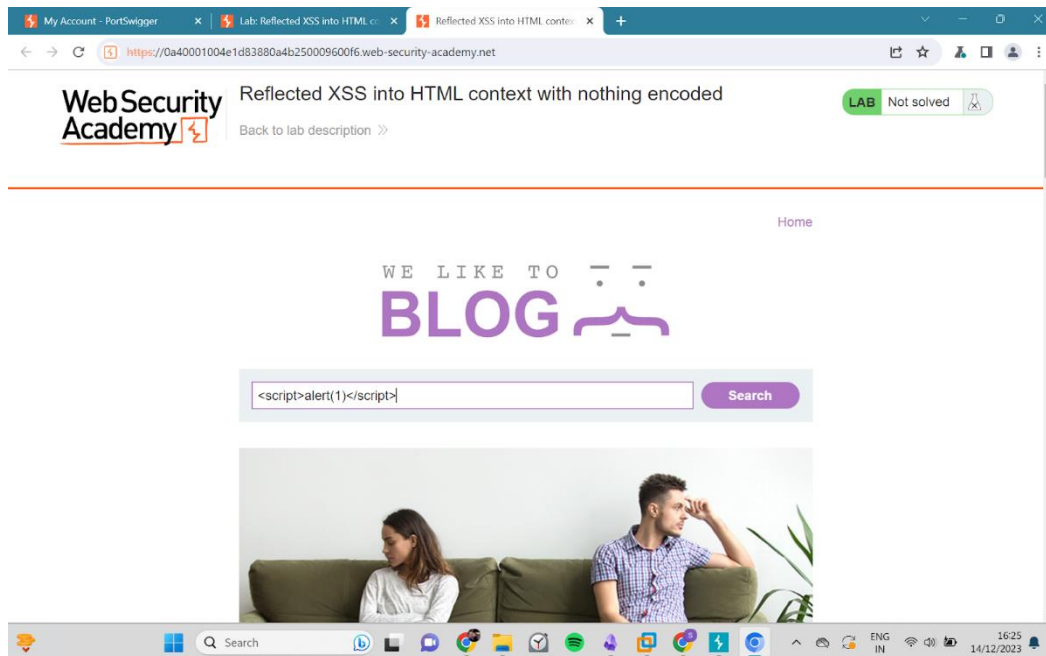 My Account - PortSwigger
Lab: Reflected XSS into HTML co
Reflected XSS into HTML contex
https://0a40001004e1d83880a4b250009600f6.web-security-academy.net
Web Security
Academy
Reflected XSS into HTML context with nothing encoded
Back to lab description
LAB Not solved
Home
WE LIKE TO
BLOG
<script>alert(1)</script>
Search
Search
ENG
IN
16:25
14/12/2023